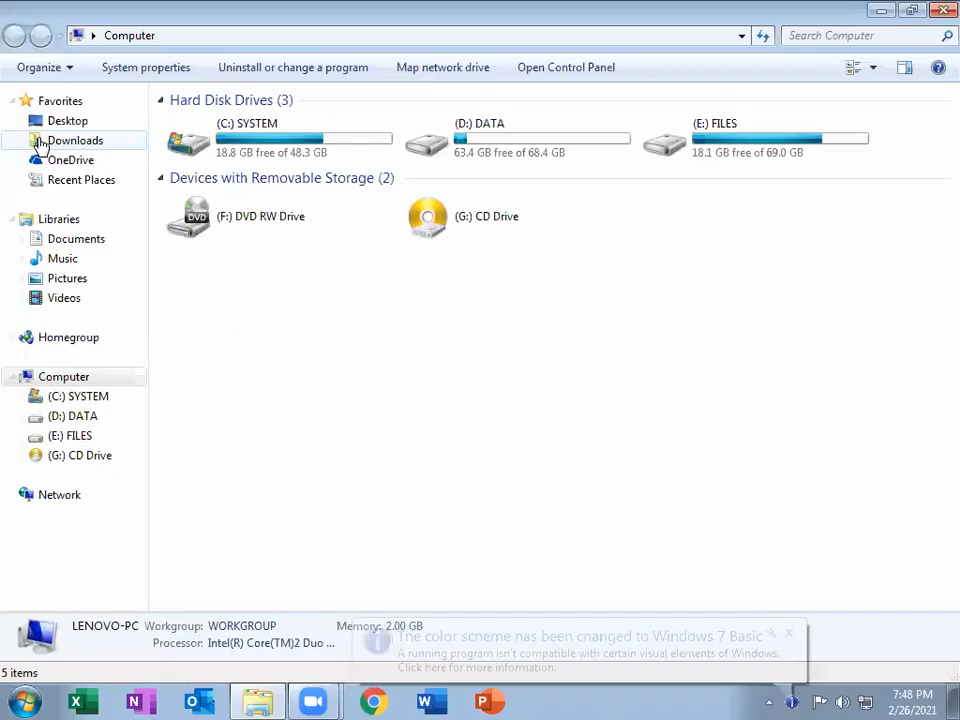 Computer
Search Computer
Organize
System properties
Uninstall or change a program
Map network drive
Open Control Panel
Favorites
Desktop
Downloads
OneDrive
Recent Places
Libraries
Documents
Music
Pictures
Videos
Homegroup
Computer
(C:) SYSTEM
(D:) DATA
(E:) FILES
(G:) CD Drive
Network
Hard Disk Drives (3)
(C:) SYSTEM
18.8 GB free of 48.3 GB
(D:) DATA
63.4 GB free of 68.4 GB
(E:) FILES
18.1 GB free of 69.0 GB
Devices with Removable Storage (2)
DVD
(F:) DVD RW Drive
(G:) CD Drive
LENOVO-PC Workgroup: WORKGROUP Memory: 2.00 GB
Processor: Intel(R) Core(TM)2 Duo ...
The color scheme has been changed to Windows 7 Basic
A running program isn't compatible with certain visual elements of Windows.
Click here for more information.
5 items
7:48 PM
2/26/2021